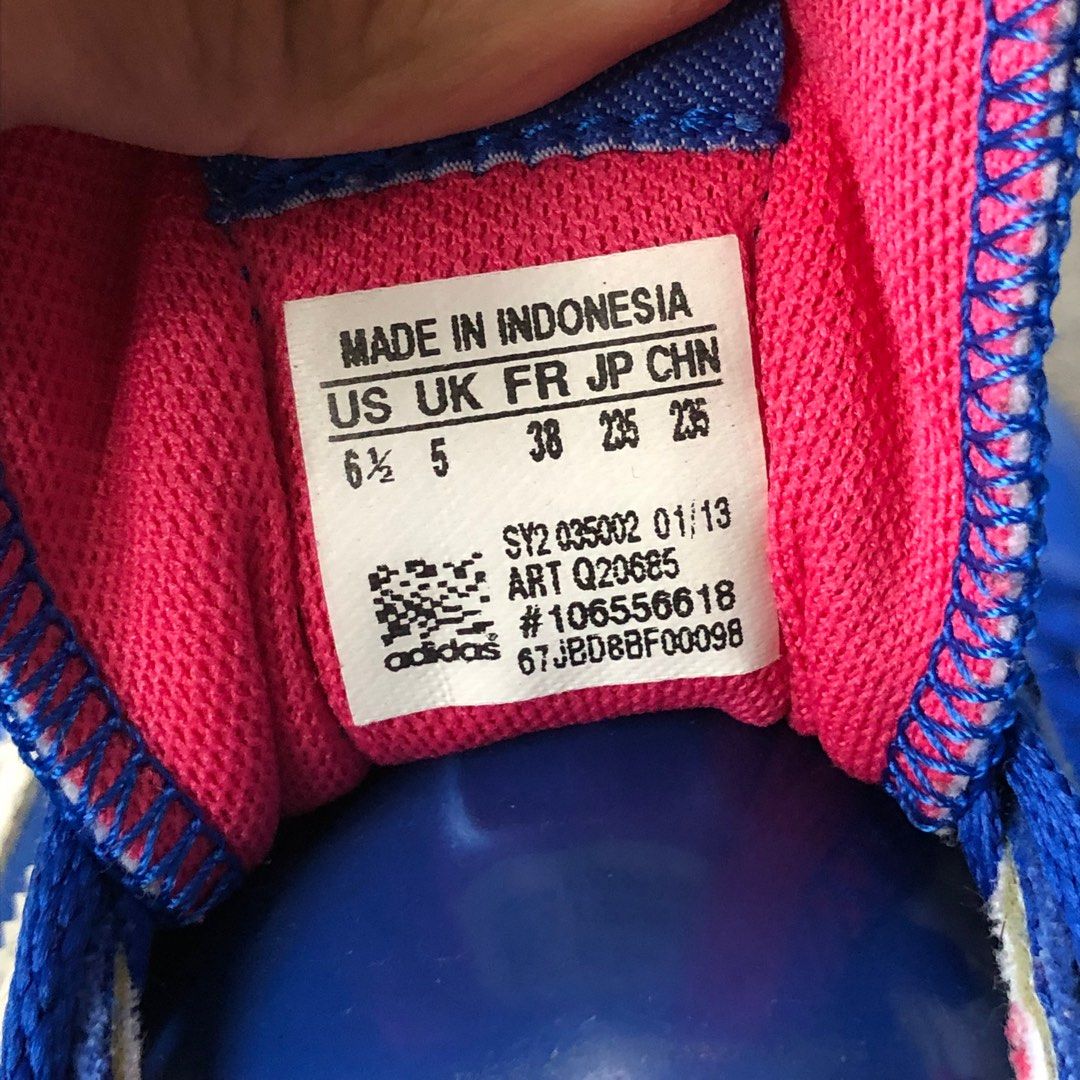 MADE IN INDONESIA
US UK FR JP CHN
6½ 5 38 235 235
SY2 035002 01/13
ART Q20685
#106556618
adidas 67JBD8BF00098